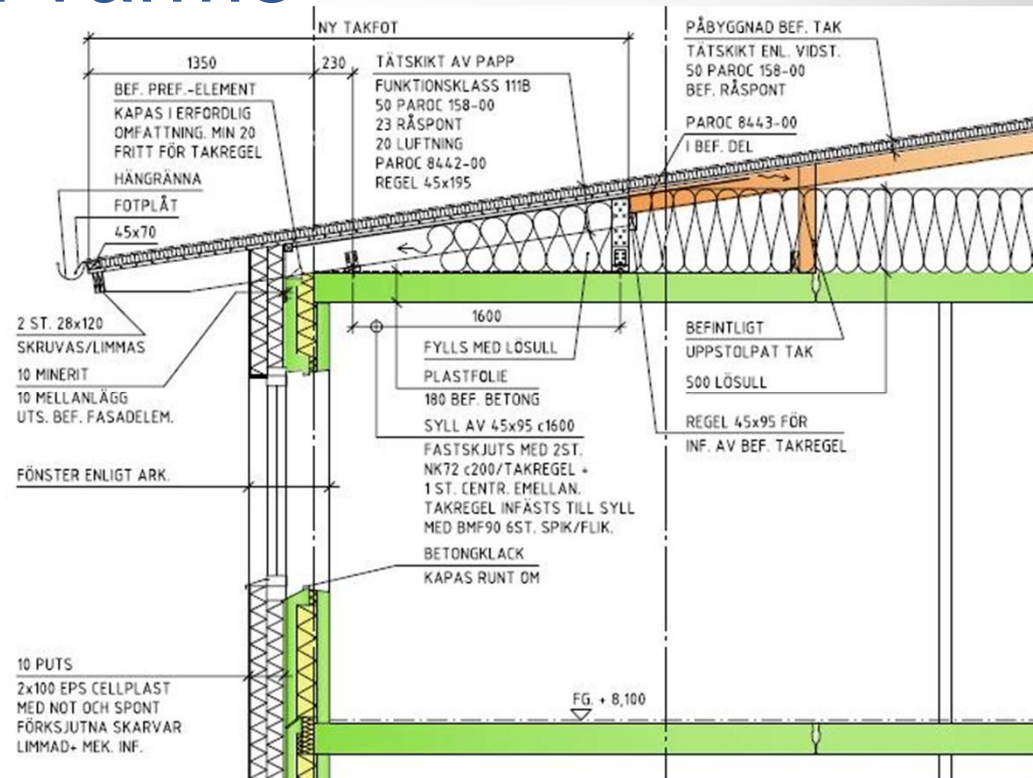 NY TAKFOT
1350
230
BEF. PREF.-ELEMENT
KAPAS I ERFORDLIG
OMFATTNING. MIN 20
FRITT FÖR TAKREGEL
HÄNGRÄNNA
FOTPLÅT
45x70
TÄTSKIKT AV PAPP
FUNKTIONSKLASS 111B
50 PAROC 158-00
23 RÅSPONT
20 LUFTNING
PAROC 8442-00
REGEL 45x195
PÅBYGGNAD BEF. TAK
TÄTSKIKT ENL. VIDST.
50 PAROC 158-00
BEF. RÅSPONT
PAROC 8443-00
I BEF. DEL
2 ST. 28x120
SKRUVAS/LIMMAS
10 MINERIT
10 MELLANLÄGG
UTS. BEF. FASADELEM.
FÖNSTER ENLIGT ARK.
1600
FYLLS MED LÖSULL
PLASTFOLIE
180 BEF. BETONG
SYLL AV 45x95 c1600
FASTSKJUTS MED 2ST.
NK72 c200/TAKREGEL +
1 ST. CENTR. EMELLAN.
TAKREGEL INFÄSTS TILL SYLL
MED BMF90 6ST. SPIK/FLIK.
BETONGKLACK
KAPAS RUNT OM
BEFINTLIGT
UPPSTOLPAT TAK
500 LÖSULL
REGEL 45x95 FÖR
INF. AV BEF. TAKREGEL
10 PUTS
2x100 EPS CELLPLAST
MED NOT OCH SPONT
FÖRKSJUTNA SKARVAR
LIMMAD+ MEK. INF.
FG. + 8,100